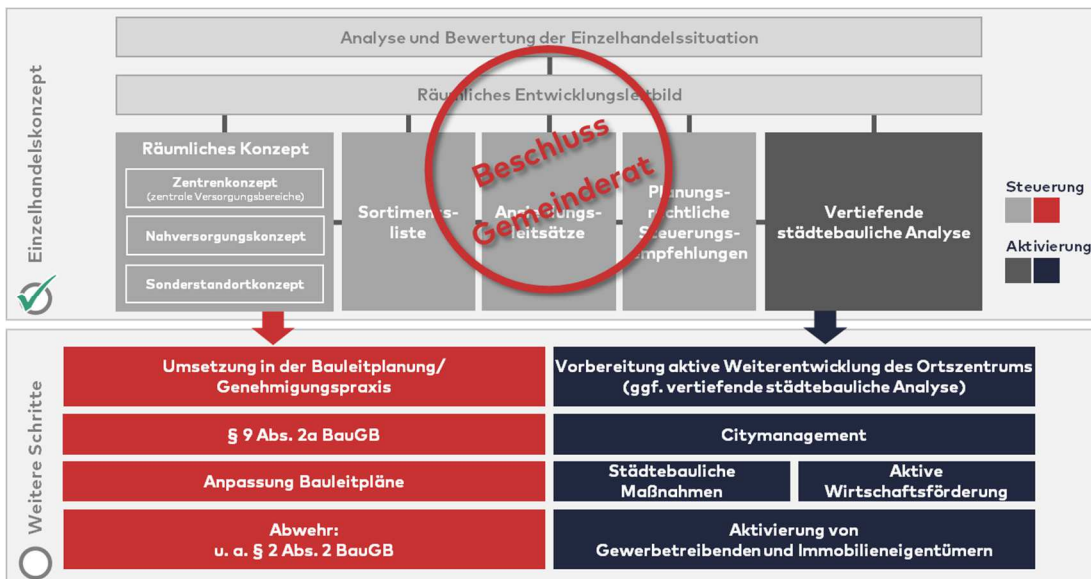 Einzelhandelskonzept
Analyse und Bewertung der Einzelhandelssituation
Räumliches Entwicklungsleitbild
Räumliches Konzept
Zentrenkonzept
(zentrale Versorgungsbereiche)
Nahversorgungskonzept
Sonderstandortkonzept
Sortiments-
liste
Ansiedlungs-
leitsätze
Planungs-
rechtliche
Steuerungs-
empfehlungen
Vertiefende
städtebauliche Analyse
Beschluss
Gemeinderat
Steuerung
Aktivierung
Weitere Schritte
Umsetzung in der Bauleitplanung/
Genehmigungspraxis
§ 9 Abs. 2a BauGB
Anpassung Bauleitpläne
Abwehr:
u. a. § 2 Abs. 2 BauGB
Vorbereitung aktive Weiterentwicklung des Ortszentrums
(ggf. vertiefende städtebauliche Analyse)
Citymanagement
Städtebauliche
Maßnahmen
Aktive
Wirtschaftsförderung
Aktivierung von
Gewerbetreibenden und Immobilieneigentümern